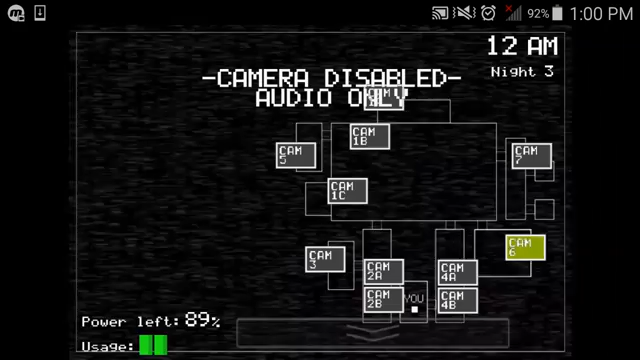 92% 1:00 PM
12 AM
Night 3
-CAMERA DISABLED-
AUDIO ONLY
CAM
1B
CAM
5
CAM
7
CAM
1C
CAM
6
CAM
3
CAM
2A
CAM
4A
CAM
2B
YOU
CAM
4B
Power left: 89%
Usage: